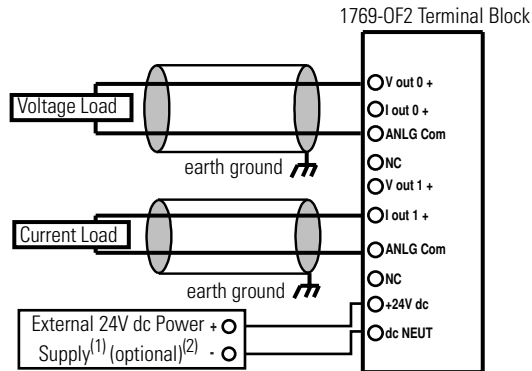 1769-OF2 Terminal Block
V out 0 +
Voltage Load
I out 0 +
ANLG Com
earth ground
NC
V out 1 +
I out 1 +
Current Load
ANLG Com
NC
earth ground
+24V dc
External 24V dc Power +
dc NEUT
Supply(1) (optional)(2) -